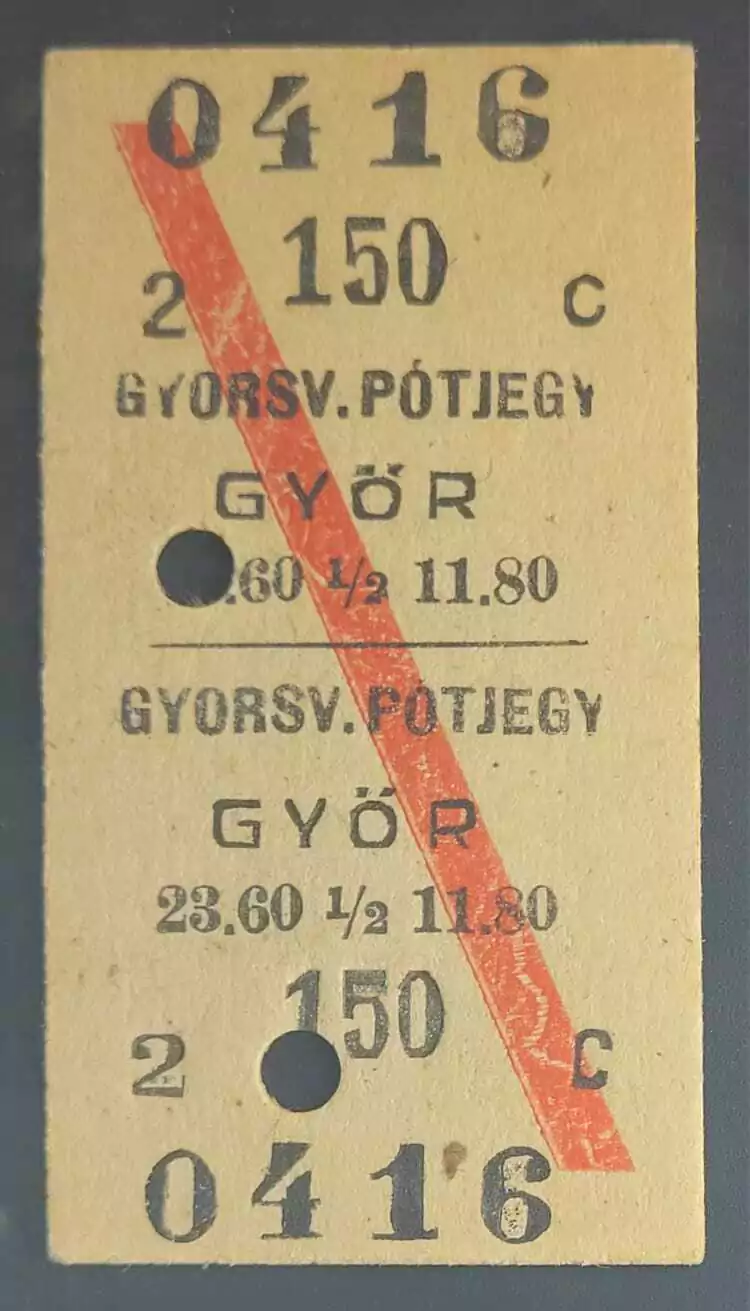 0416
150
2 C
GYORSV. PÓTJEGY
GYŐR
.60 1/2 11.80
GYORSV. PÓTJEGY
GYŐR
23.60 1/2 11.80
150
2 C
0416